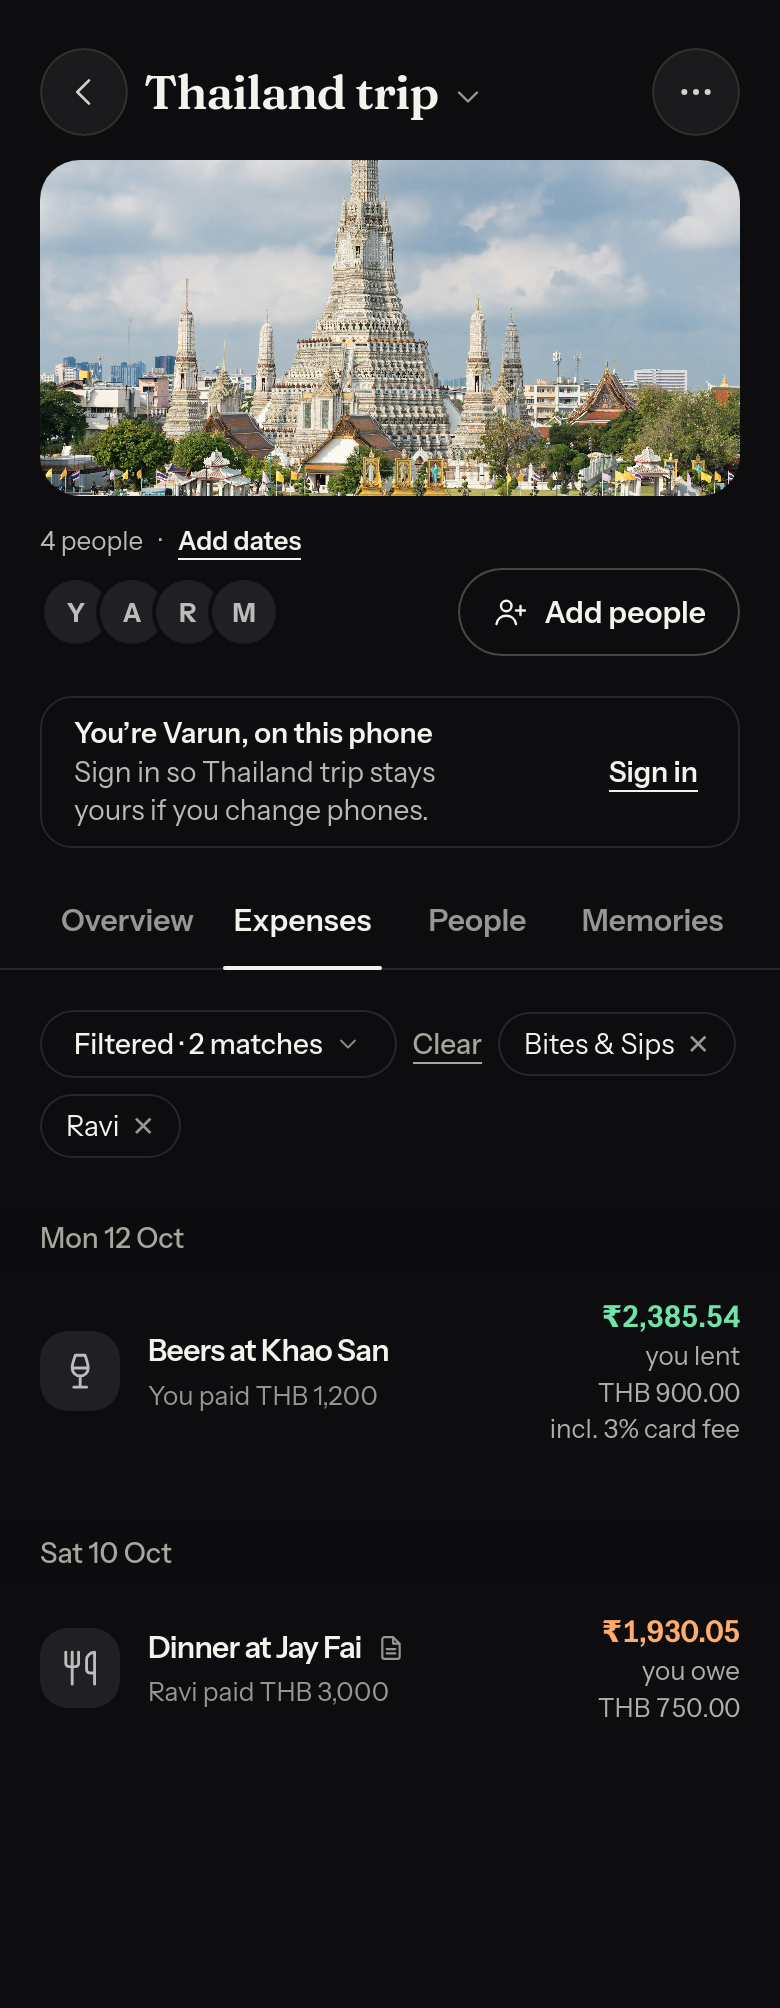 Thailand trip
4 people · Add dates
Y A R M
Add people
You’re Varun, on this phone
Sign in so Thailand trip stays
yours if you change phones.
Sign in
Overview Expenses People Memories
Filtered · 2 matches Clear Bites & Sips ×
Ravi ×
Mon 12 Oct
Beers at Khao San
You paid THB 1,200
₹2,385.54
you lent
THB 900.00
incl. 3% card fee
Sat 10 Oct
Dinner at Jay Fai
Ravi paid THB 3,000
₹1,930.05
you owe
THB 750.00